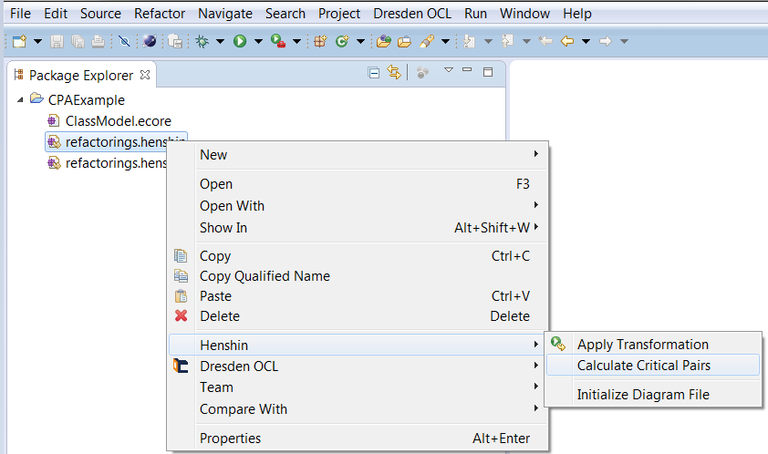 File Edit Source Refactor Navigate Search Project Dresden OCL Run Window Help
Package Explorer
CPAExample
ClassModel.ecore
refactorings.henshin
refactorings.hens
New
Open F3
Open With
Show In Alt+Shift+W
Copy Ctrl+C
Copy Qualified Name
Paste Ctrl+V
Delete Delete
Henshin
Apply Transformation
Dresden OCL
Calculate Critical Pairs
Team
Initialize Diagram File
Compare With
Properties Alt+Enter